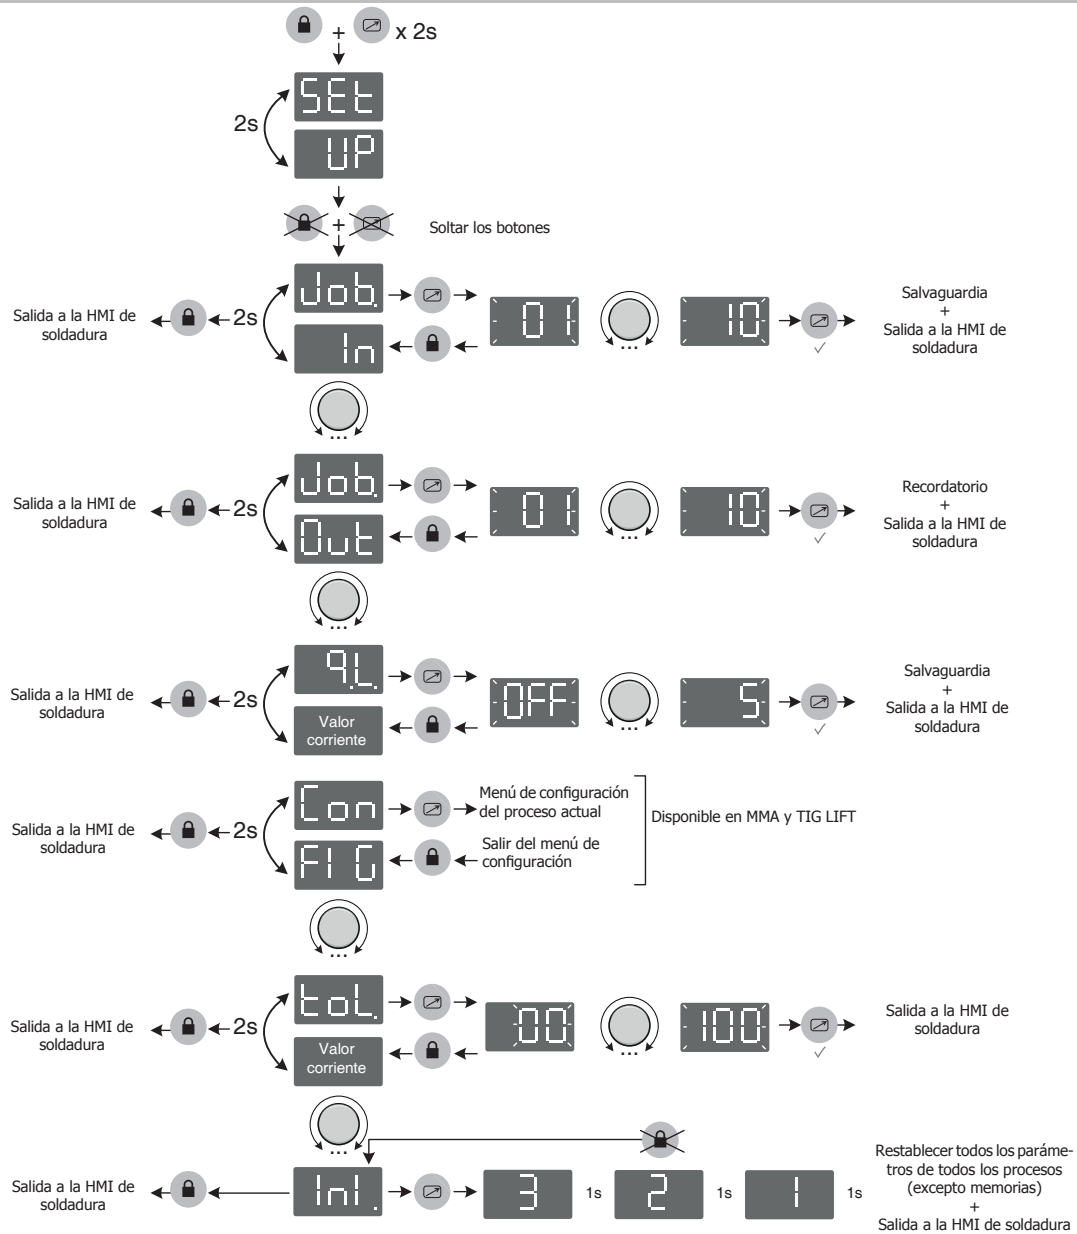 + x 2s
SEt
2s
UP
+
Soltar los botones
Job.
01
10
Salvaguardia
+
Salida a la HMI de
soldadura
Salida a la HMI de
soldadura
2s
In
...
...
Job.
01
10
Recordatorio
+
Salida a la HMI de
soldadura
Salida a la HMI de
soldadura
2s
Out
...
...
q.L.
OFF
5
Salvaguardia
+
Salida a la HMI de
soldadura
Salida a la HMI de
soldadura
2s
Valor
corriente
...
Con
Menú de configuración
del proceso actual
Disponible en MMA y TIG LIFT
Salida a la HMI de
soldadura
2s
FIG
Salir del menú de
configuración
...
toL.
00
100
Salida a la HMI de
soldadura
Salida a la HMI de
soldadura
2s
Valor
corriente
...
...
InI.
3
1s
2
1s
1
1s
Salida a la HMI de
soldadura
Restablecer todos los paráme-
tros de todos los procesos
(excepto memorias)
+
Salida a la HMI de soldadura